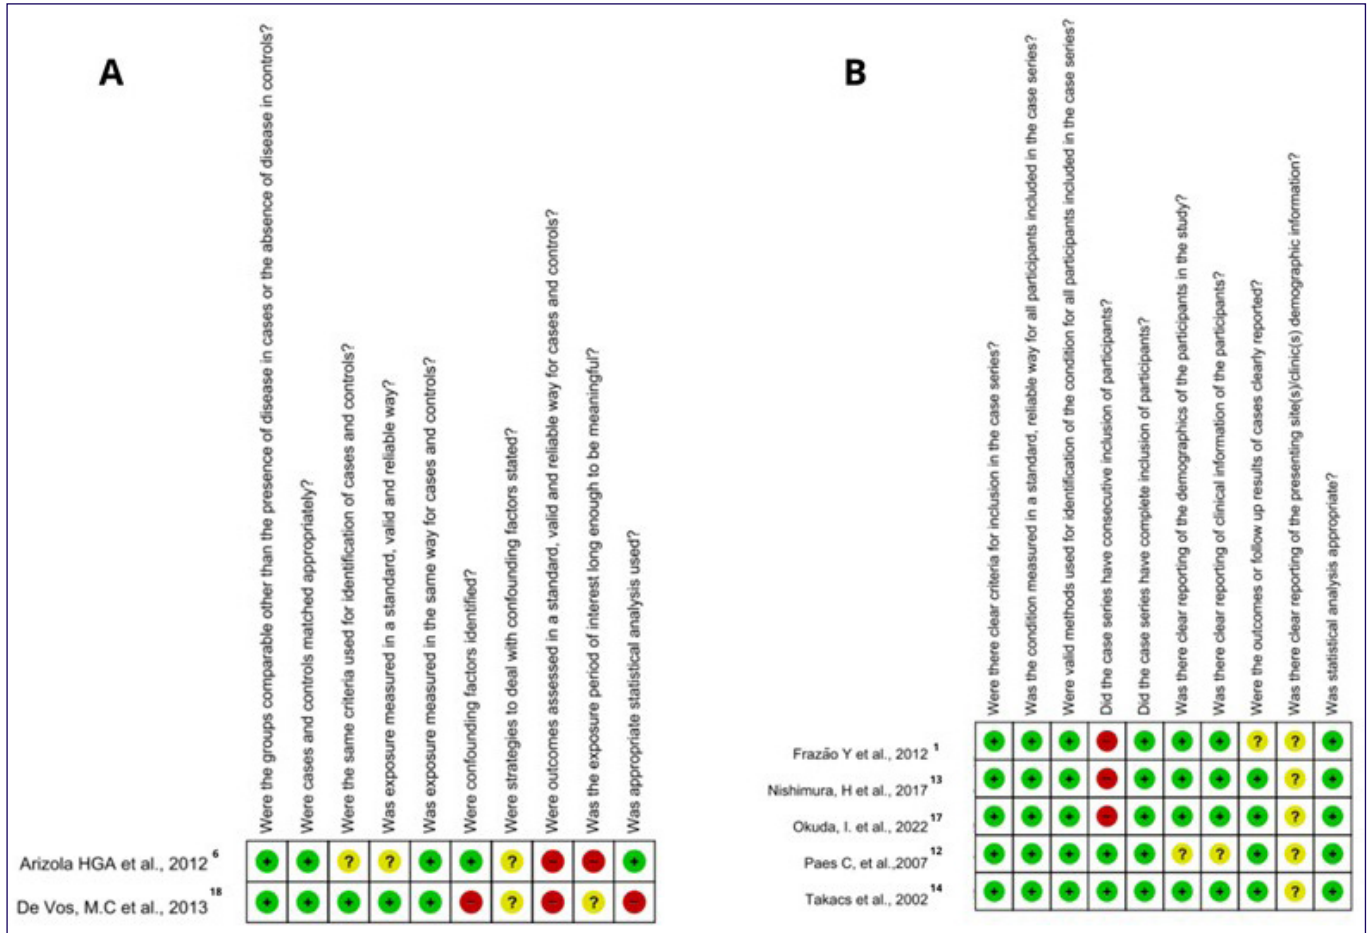 A
Were the groups comparable other than the presence of disease in cases or the absence of disease in controls?
Were cases and controls matched appropriately?
Were the same criteria used for identification of cases and controls?
Was exposure measured in a standard, valid and reliable way?
Was exposure measured in the same way for cases and controls?
Were confounding factors identified?
Were strategies to deal with confounding factors stated?
Were outcomes assessed in a standard, valid and reliable way for cases and controls?
Was the exposure period of interest long enough to be meaningful?
Was appropriate statistical analysis used?
Arizola HGA et al., 2012 6 + + ? ? + + ? - - +
De Vos, M.C et al., 2013 18 + + + + + - ? - ? -
B
Were there clear criteria for inclusion in the case series?
Was the condition measured in a standard, reliable way for all participants included in the case series?
Were valid methods used for identification of the condition for all participants included in the case series?
Did the case series have consecutive inclusion of participants?
Did the case series have complete inclusion of participants?
Was there clear reporting of the demographics of the participants in the study?
Was there clear reporting of clinical information of the participants?
Were the outcomes or follow up results of cases clearly reported?
Was there clear reporting of the presenting site(s)/clinic(s) demographic information?
Was statistical analysis appropriate?
Frazão Y et al., 2012 1 + + + - + + + ? ? +
Nishimura, H et al., 2017 13 + + + - + + + + ? +
Okuda, I. et al., 2022 17 + + + - + + + + ? +
Paes C, et al.,2007 12 + + + + + ? ? + ? +
Takacs 2002 14 + + + + + + + + ? +